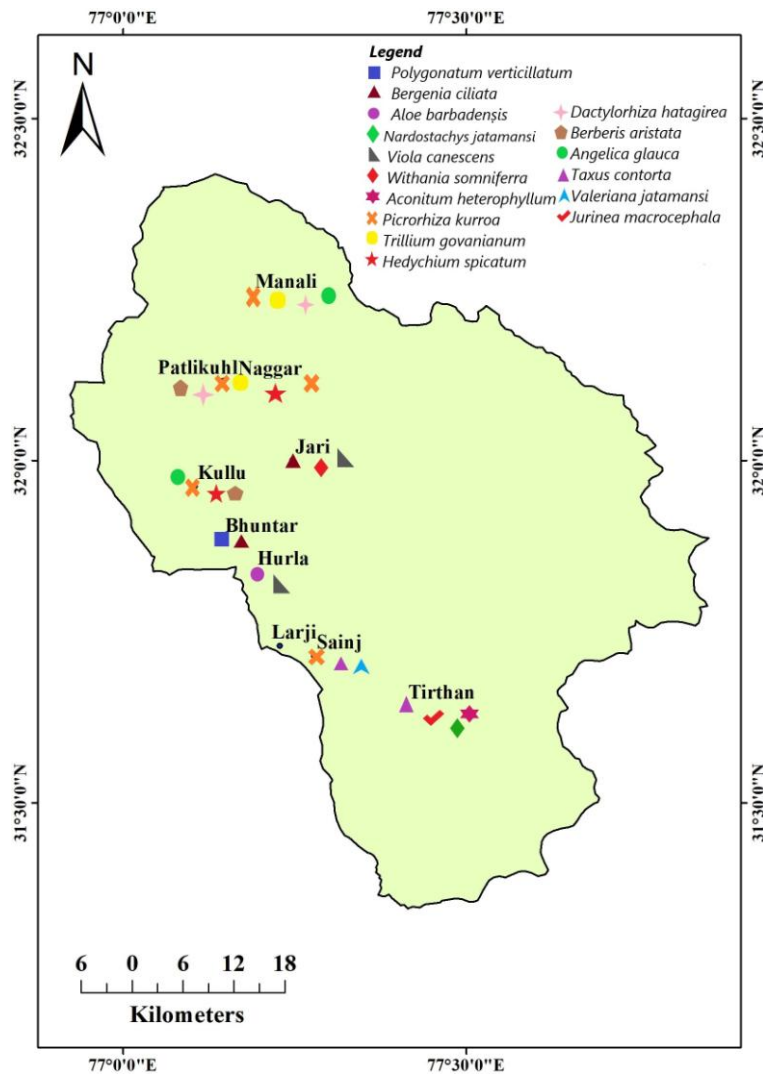 77°0'0"E 77°30'0"E
N
Legend
Polygonatum verticillatum
Bergenia ciliata
Aloe barbadensis
Nardostachys jatamansi
Viola canescens
Withania somniferra
Aconitum heterophyllum
Picrorhiza kurroa
Trillium govanianum
Hedychium spicatum
Dactylorhiza hatagirea
Berberis aristata
Angelica glauca
Taxus contorta
Valeriana jatamansi
Jurinea macrocephala
32°30'0"N 32°30'0"N
Manali
Patlikuhl Naggar
Jari
32°0'0"N 32°0'0"N
Kullu
Bhuntar
Hurla
Larji Sainj
Tirthan
31°30'0"N 31°30'0"N
6 0 6 12 18
Kilometers
77°0'0"E 77°30'0"E